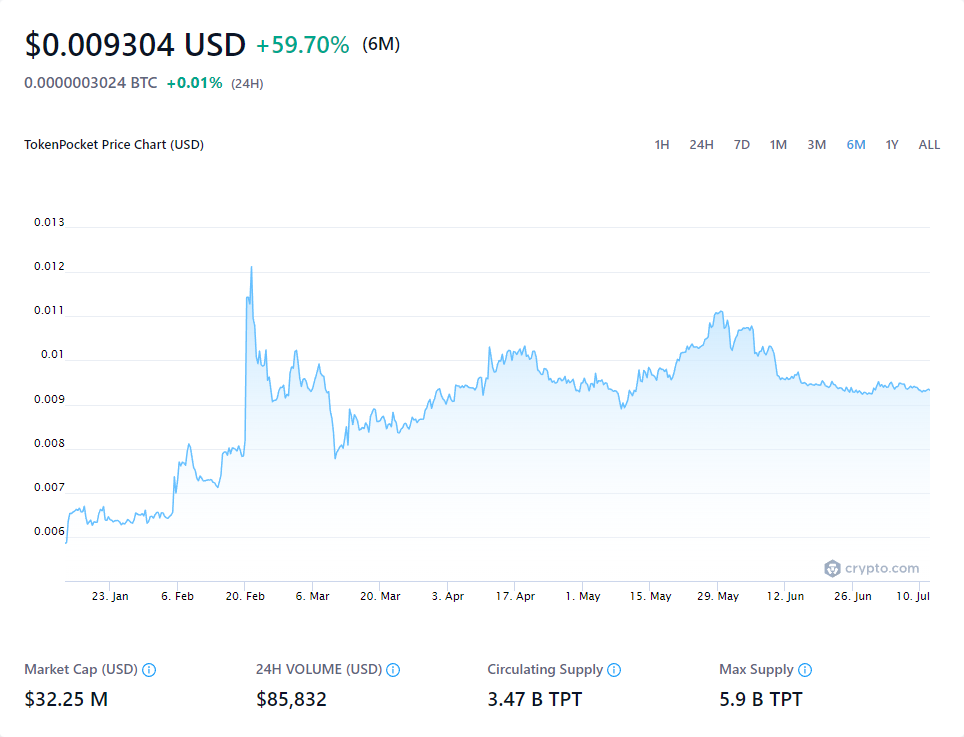 $0.009304 USD +59.70% (6M)
0.0000003024 BTC +0.01% (24H)
TokenPocket Price Chart (USD) 1H 24H 7D 1M 3M 6M 1Y ALL
0.013
0.012
0.011
0.01
0.009
0.008
0.007
0.006
crypto.com
23. Jan 6. Feb 20. Feb 6. Mar 20. Mar 3. Apr 17. Apr 1. May 15. May 29. May 12. Jun 26. Jun 10. Jul
Market Cap (USD) 24H VOLUME (USD) Circulating Supply Max Supply
$32.25 M $85,832 3.47 B TPT 5.9 B TPT